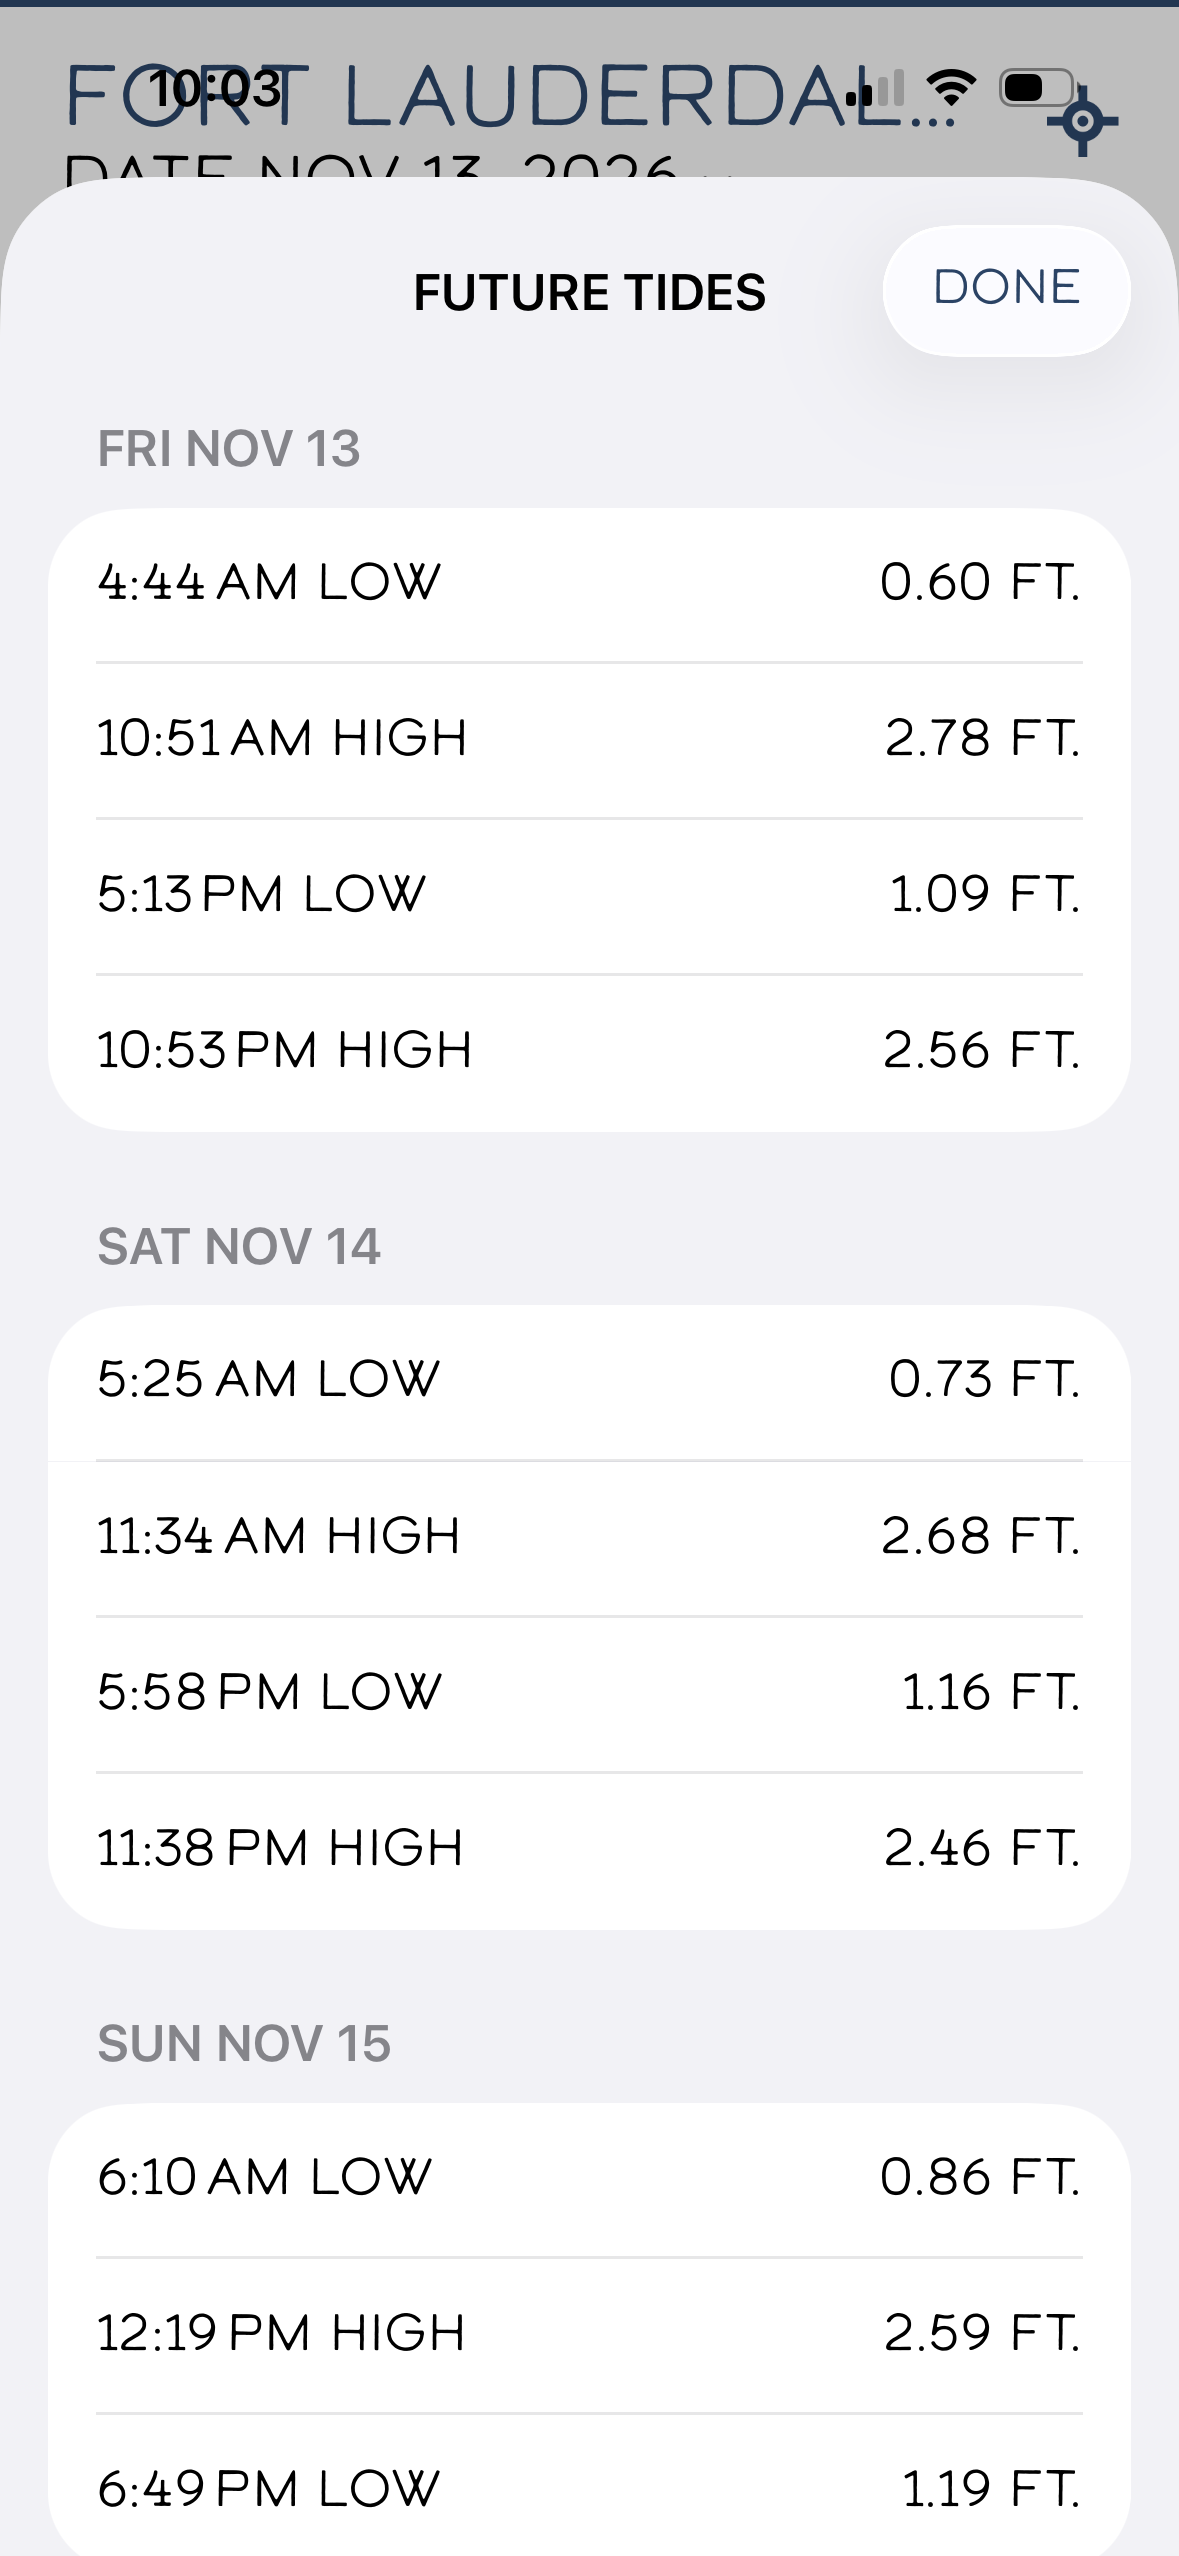 10:03
FORT LAUDERDAL...
DATE NOV 13, 2026
FUTURE TIDES
DONE
FRI NOV 13
4:44 AM LOW 0.60 FT.
10:51 AM HIGH 2.78 FT.
5:13 PM LOW 1.09 FT.
10:53 PM HIGH 2.56 FT.
SAT NOV 14
5:25 AM LOW 0.73 FT.
11:34 AM HIGH 2.68 FT.
5:58 PM LOW 1.16 FT.
11:38 PM HIGH 2.46 FT.
SUN NOV 15
6:10 AM LOW 0.86 FT.
12:19 PM HIGH 2.59 FT.
6:49 PM LOW 1.19 FT.